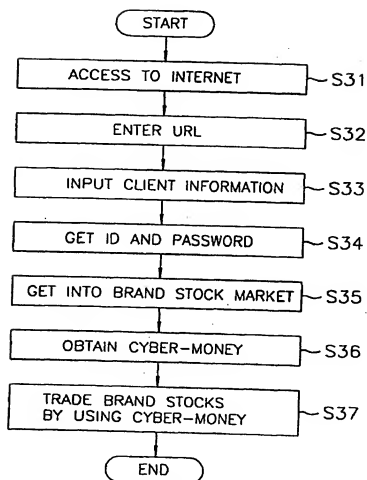 START
ACCESS TO INTERNET S31
ENTER URL S32
INPUT CLIENT INFORMATION S33
GET ID AND PASSWORD S34
GET INTO BRAND STOCK MARKET S35
OBTAIN CYBER-MONEY S36
TRADE BRAND STOCKS
BY USING CYBER-MONEY S37
END